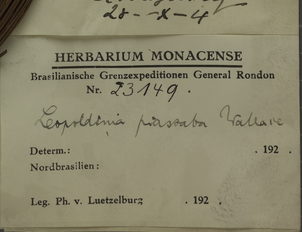 28-X-4
HERBARIUM MONACENSE
Brasilianische Grenzexpeditionen General Rondon
Nr. 23149.
Leopoldinia piassaba Wallace
Determ.: . 192 .
Nordbrasilien:
Leg. Ph. v. Luetzelburg . 192 .